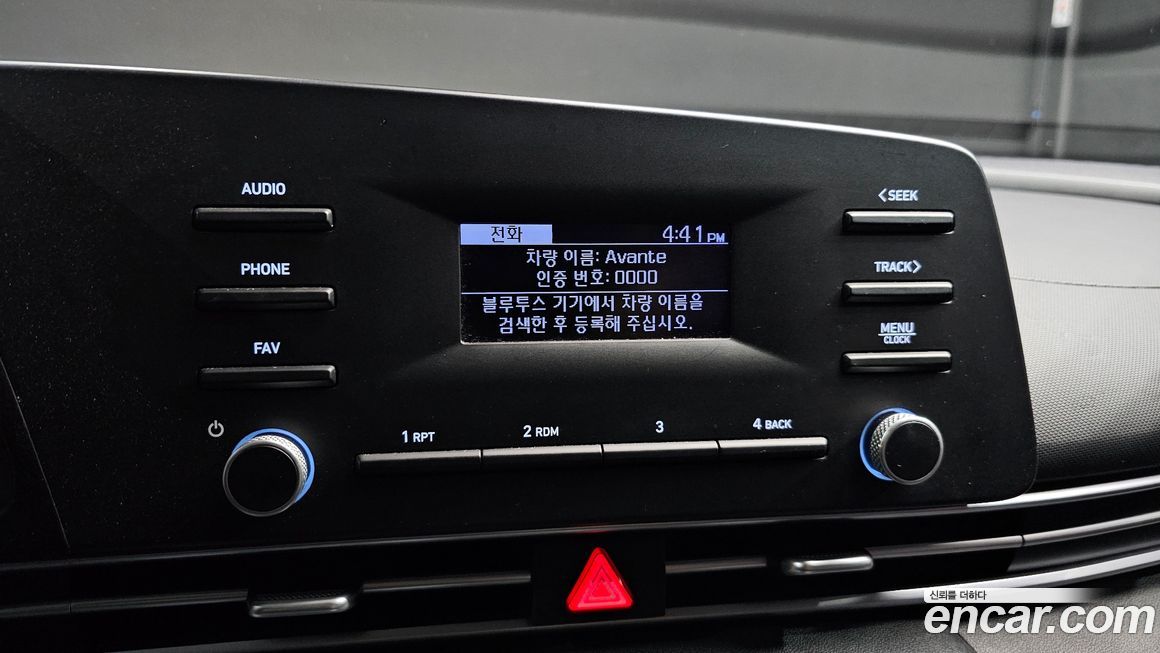 AUDIO
PHONE
FAV
전화 4:41 PM
차량 이름: Avante
인증 번호: 0000
블루투스 기기에서 차량 이름을
검색한 후 등록해 주십시오.
<SEEK
TRACK>
MENU
CLOCK
1 RPT
2 RDM
3
4 BACK
신뢰를 더하다
encar.com